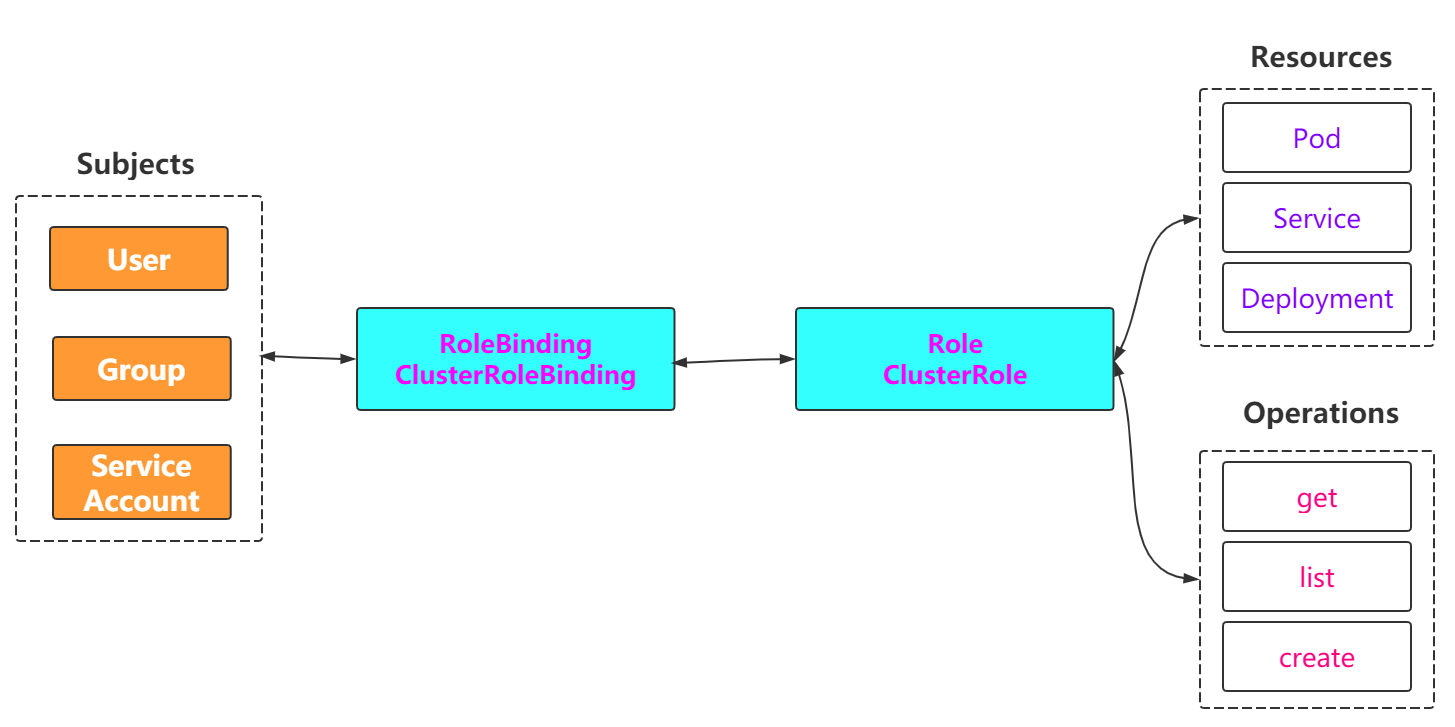 Subjects
User
Group
Service
Account
RoleBinding
ClusterRoleBinding
Role
ClusterRole
Resources
Pod
Service
Deployment
Operations
get
list
create